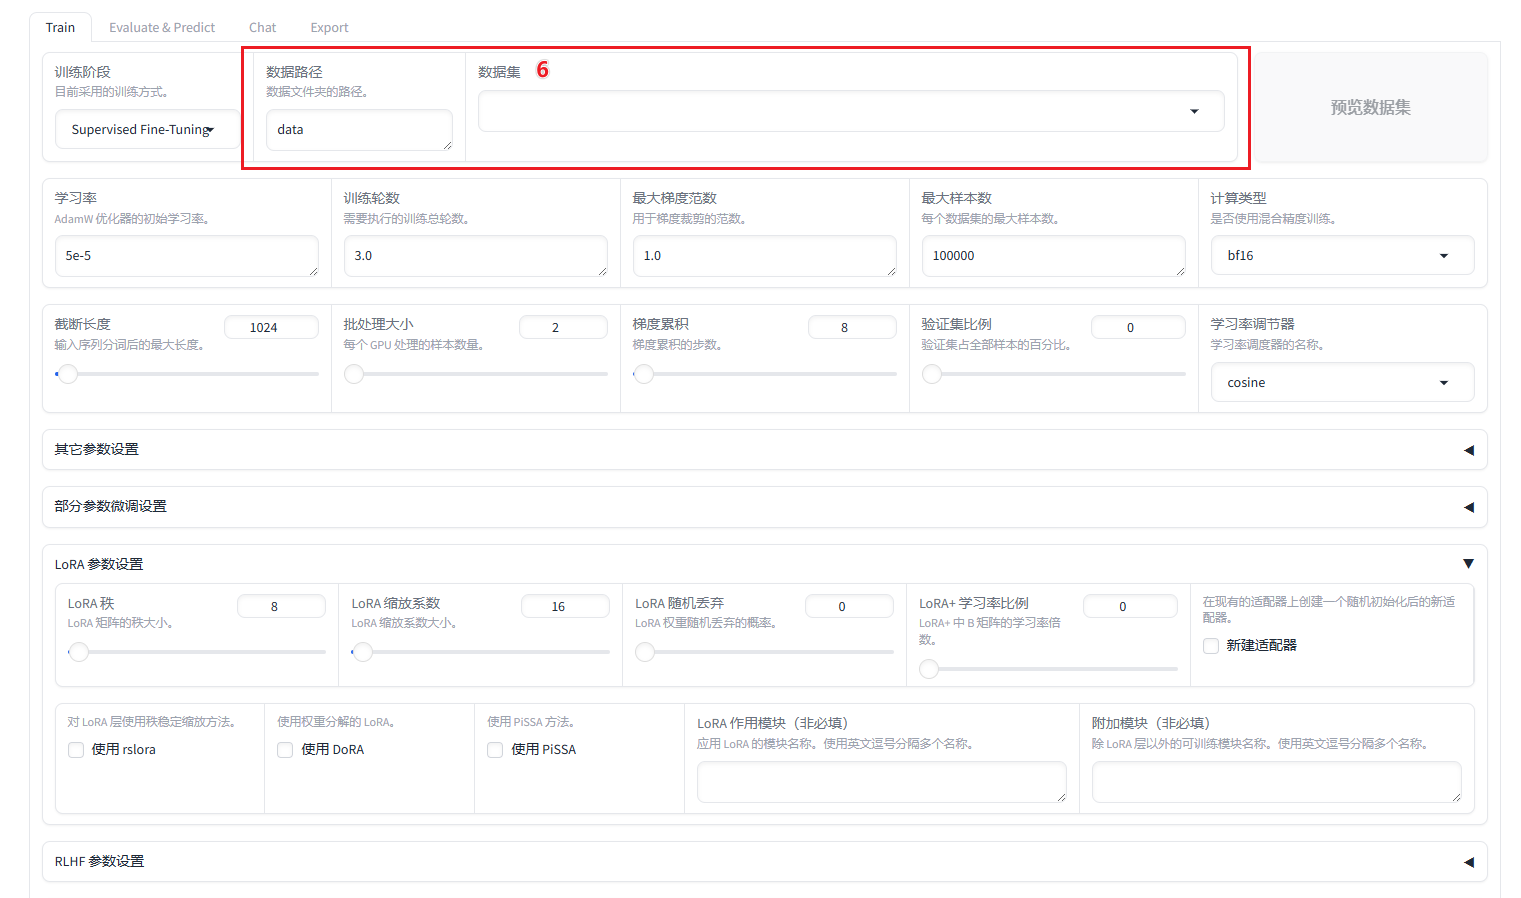 Train
Evaluate & Predict
Chat
Export
训练阶段
目前采用的训练方式。
Supervised Fine-Tuning
数据路径
数据文件夹的路径。
data
数据集
6
预览数据集
学习率
AdamW 优化器的初始学习率。
5e-5
训练轮数
需要执行的训练总轮数。
3.0
最大梯度范数
用于梯度裁剪的范数。
1.0
最大样本数
每个数据集的最大样本数。
100000
计算类型
是否使用混合精度训练。
bf16
截断长度
1024
输入序列分词后的最大长度。
批处理大小
2
每个 GPU 处理的样本数量。
梯度累积
8
梯度累积的步数。
验证集比例
0
验证集占全部样本的百分比。
学习率调节器
学习率调度器的名称。
cosine
其它参数设置
部分参数微调设置
LoRA 参数设置
LoRA 秩
8
LoRA 矩阵的秩大小。
LoRA 缩放系数
16
LoRA 缩放系数大小。
LoRA 随机丢弃
0
LoRA 权重随机丢弃的概率。
LoRA+ 学习率比例
0
LoRA+ 中 B 矩阵的学习率倍
数。
在现有的适配器上创建一个随机初始化后的新适
配器。
新建适配器
对 LoRA 层使用秩稳定缩放方法。
使用 rslora
使用权重分解的 LoRA。
使用 DoRA
使用 PiSSA 方法。
使用 PiSSA
LoRA 作用模块（非必填）
应用 LoRA 的模块名称。使用英文逗号分隔多个名称。
附加模块（非必填）
除 LoRA 层以外的可训练模块名称。使用英文逗号分隔多个名称。
RLHF 参数设置